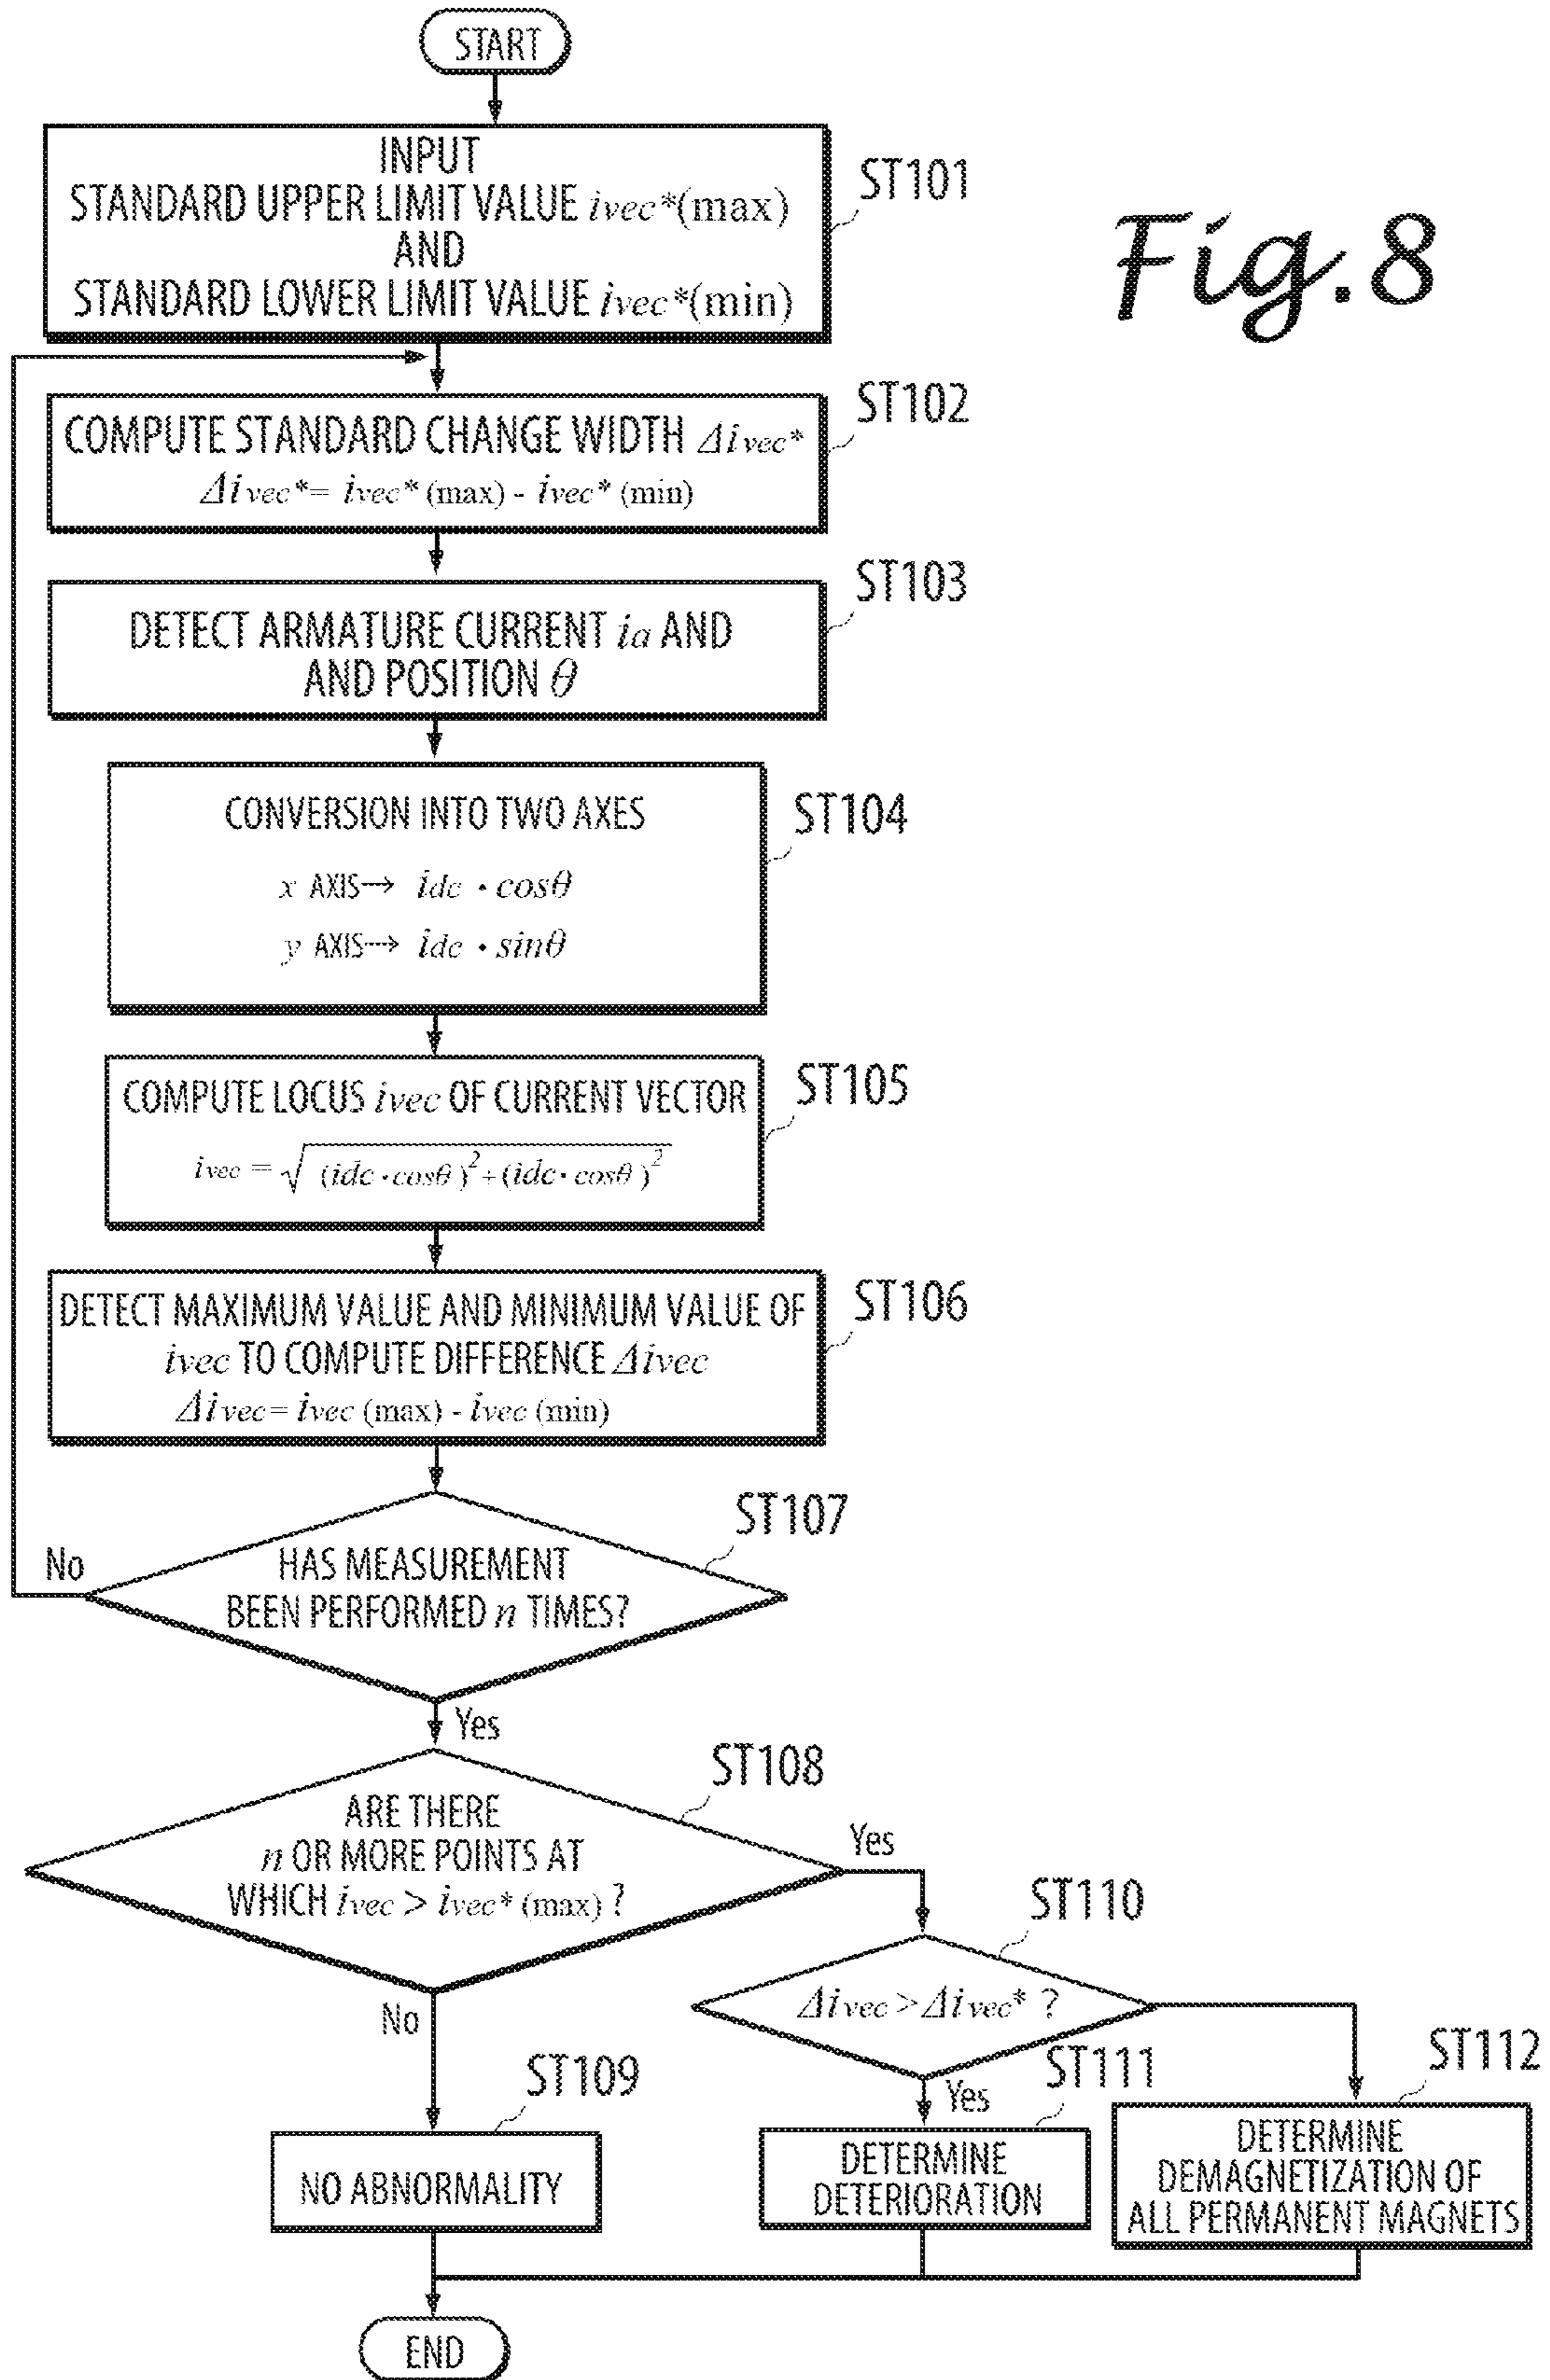 START
INPUT
STANDARD UPPER LIMIT VALUE ivec*(max)
AND
STANDARD LOWER LIMIT VALUE ivec*(min)
ST101
Fig.8
COMPUTE STANDARD CHANGE WIDTH Δivec*
Δivec*= ivec* (max) - ivec* (min)
ST102
DETECT ARMATURE CURRENT ia AND
AND POSITION θ
ST103
CONVERSION INTO TWO AXES
x AXIS→ idc · cosθ
y AXIS→ idc · sinθ
ST104
COMPUTE LOCUS ivec OF CURRENT VECTOR
ivec = √(idc·cosθ)²+(idc·cosθ)²
ST105
DETECT MAXIMUM VALUE AND MINIMUM VALUE OF
ivec TO COMPUTE DIFFERENCE Δivec
Δivec= ivec (max) - ivec (min)
ST106
HAS MEASUREMENT
BEEN PERFORMED n TIMES?
ST107
No
Yes
ARE THERE
n OR MORE POINTS AT
WHICH ivec > ivec* (max) ?
ST108
Yes
No
Δivec > Δivec* ?
ST110
Yes
NO ABNORMALITY
ST109
DETERMINE
DETERIORATION
ST111
DETERMINE
DEMAGNETIZATION OF
ALL PERMANENT MAGNETS
ST112
END